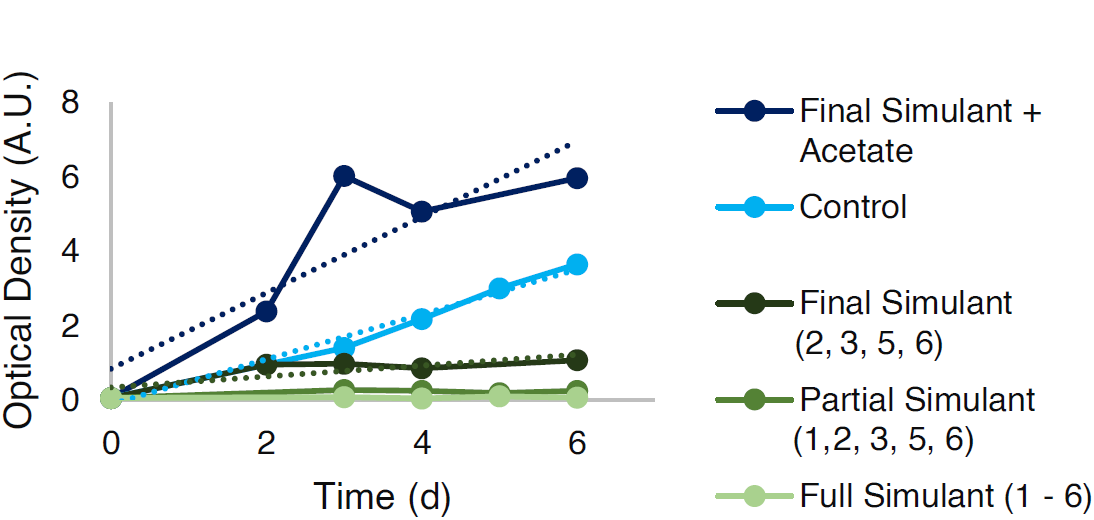 Optical Density (A.U.)
8
6
4
2
0
0 2 4 6
Time (d)
Final Simulant +
Acetate
Control
Final Simulant
(2, 3, 5, 6)
Partial Simulant
(1,2, 3, 5, 6)
Full Simulant (1 - 6)